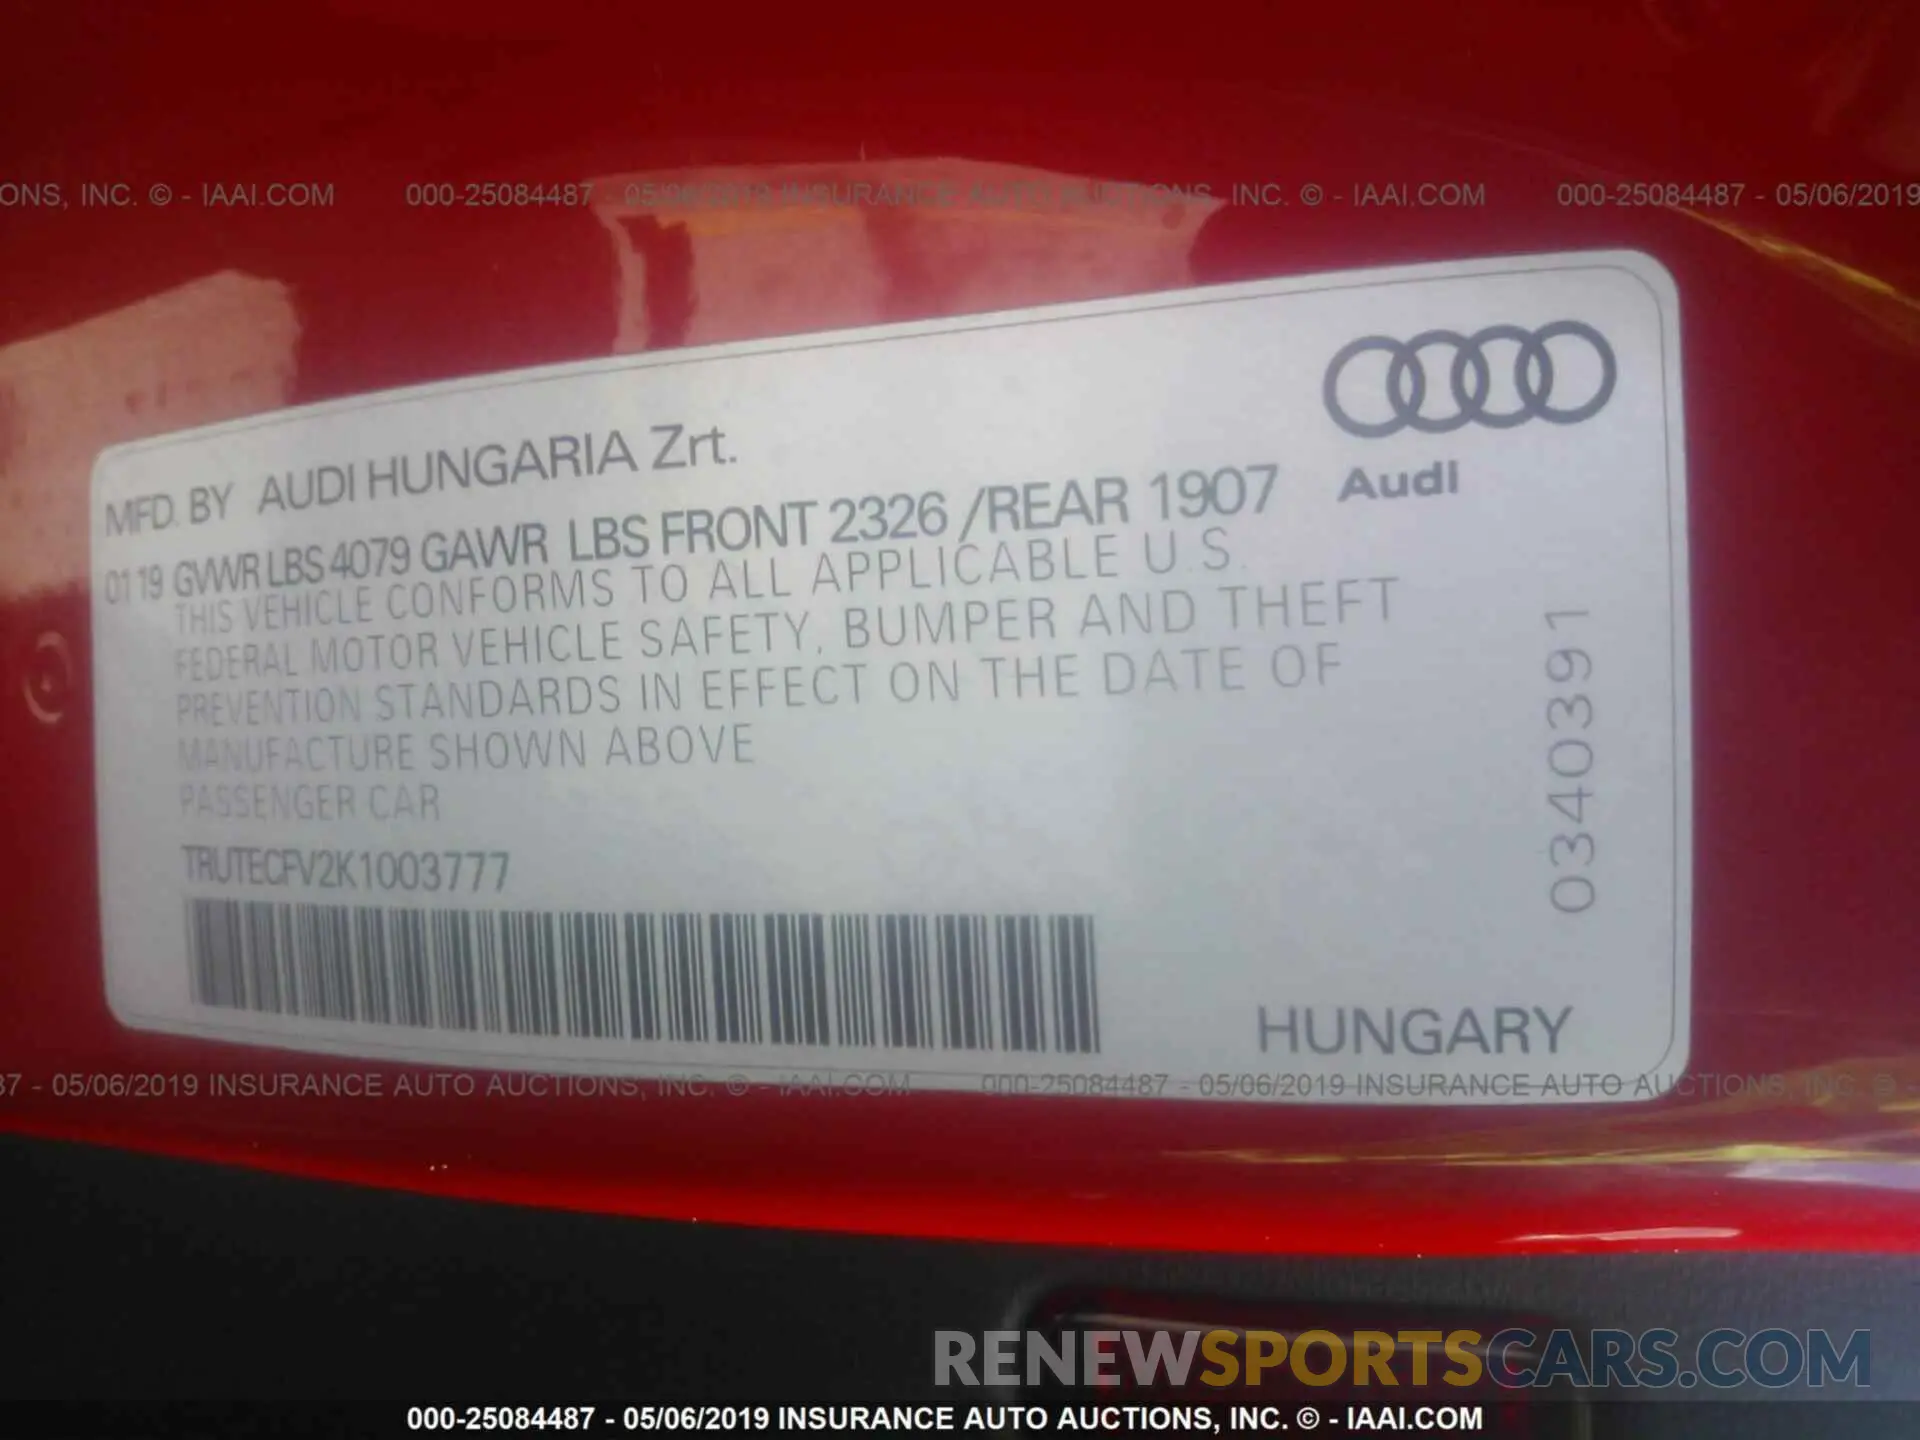 ONS, INC. © - IAAI.COM 000-25084487 - 05/06/2019 INSURANCE AUTO AUCTIONS, INC. © - IAAI.COM 000-25084487 - 05/06/2019
Audi
MFD. BY AUDI HUNGARIA Zrt.
01 19 GVWR LBS 4079 GAWR LBS FRONT 2326 /REAR 1907
THIS VEHICLE CONFORMS TO ALL APPLICABLE U.S.
FEDERAL MOTOR VEHICLE SAFETY, BUMPER AND THEFT
PREVENTION STANDARDS IN EFFECT ON THE DATE OF
MANUFACTURE SHOWN ABOVE
PASSENGER CAR
TRUTECFV2K1003777
0340391
HUNGARY
87 - 05/06/2019 INSURANCE AUTO AUCTIONS, INC. © - IAAI.COM 000-25084487 - 05/06/2019 INSURANCE AUTO AUCTIONS, INC. © -
RENEWSPORTSCARS.COM
000-25084487 - 05/06/2019 INSURANCE AUTO AUCTIONS, INC. © - IAAI.COM